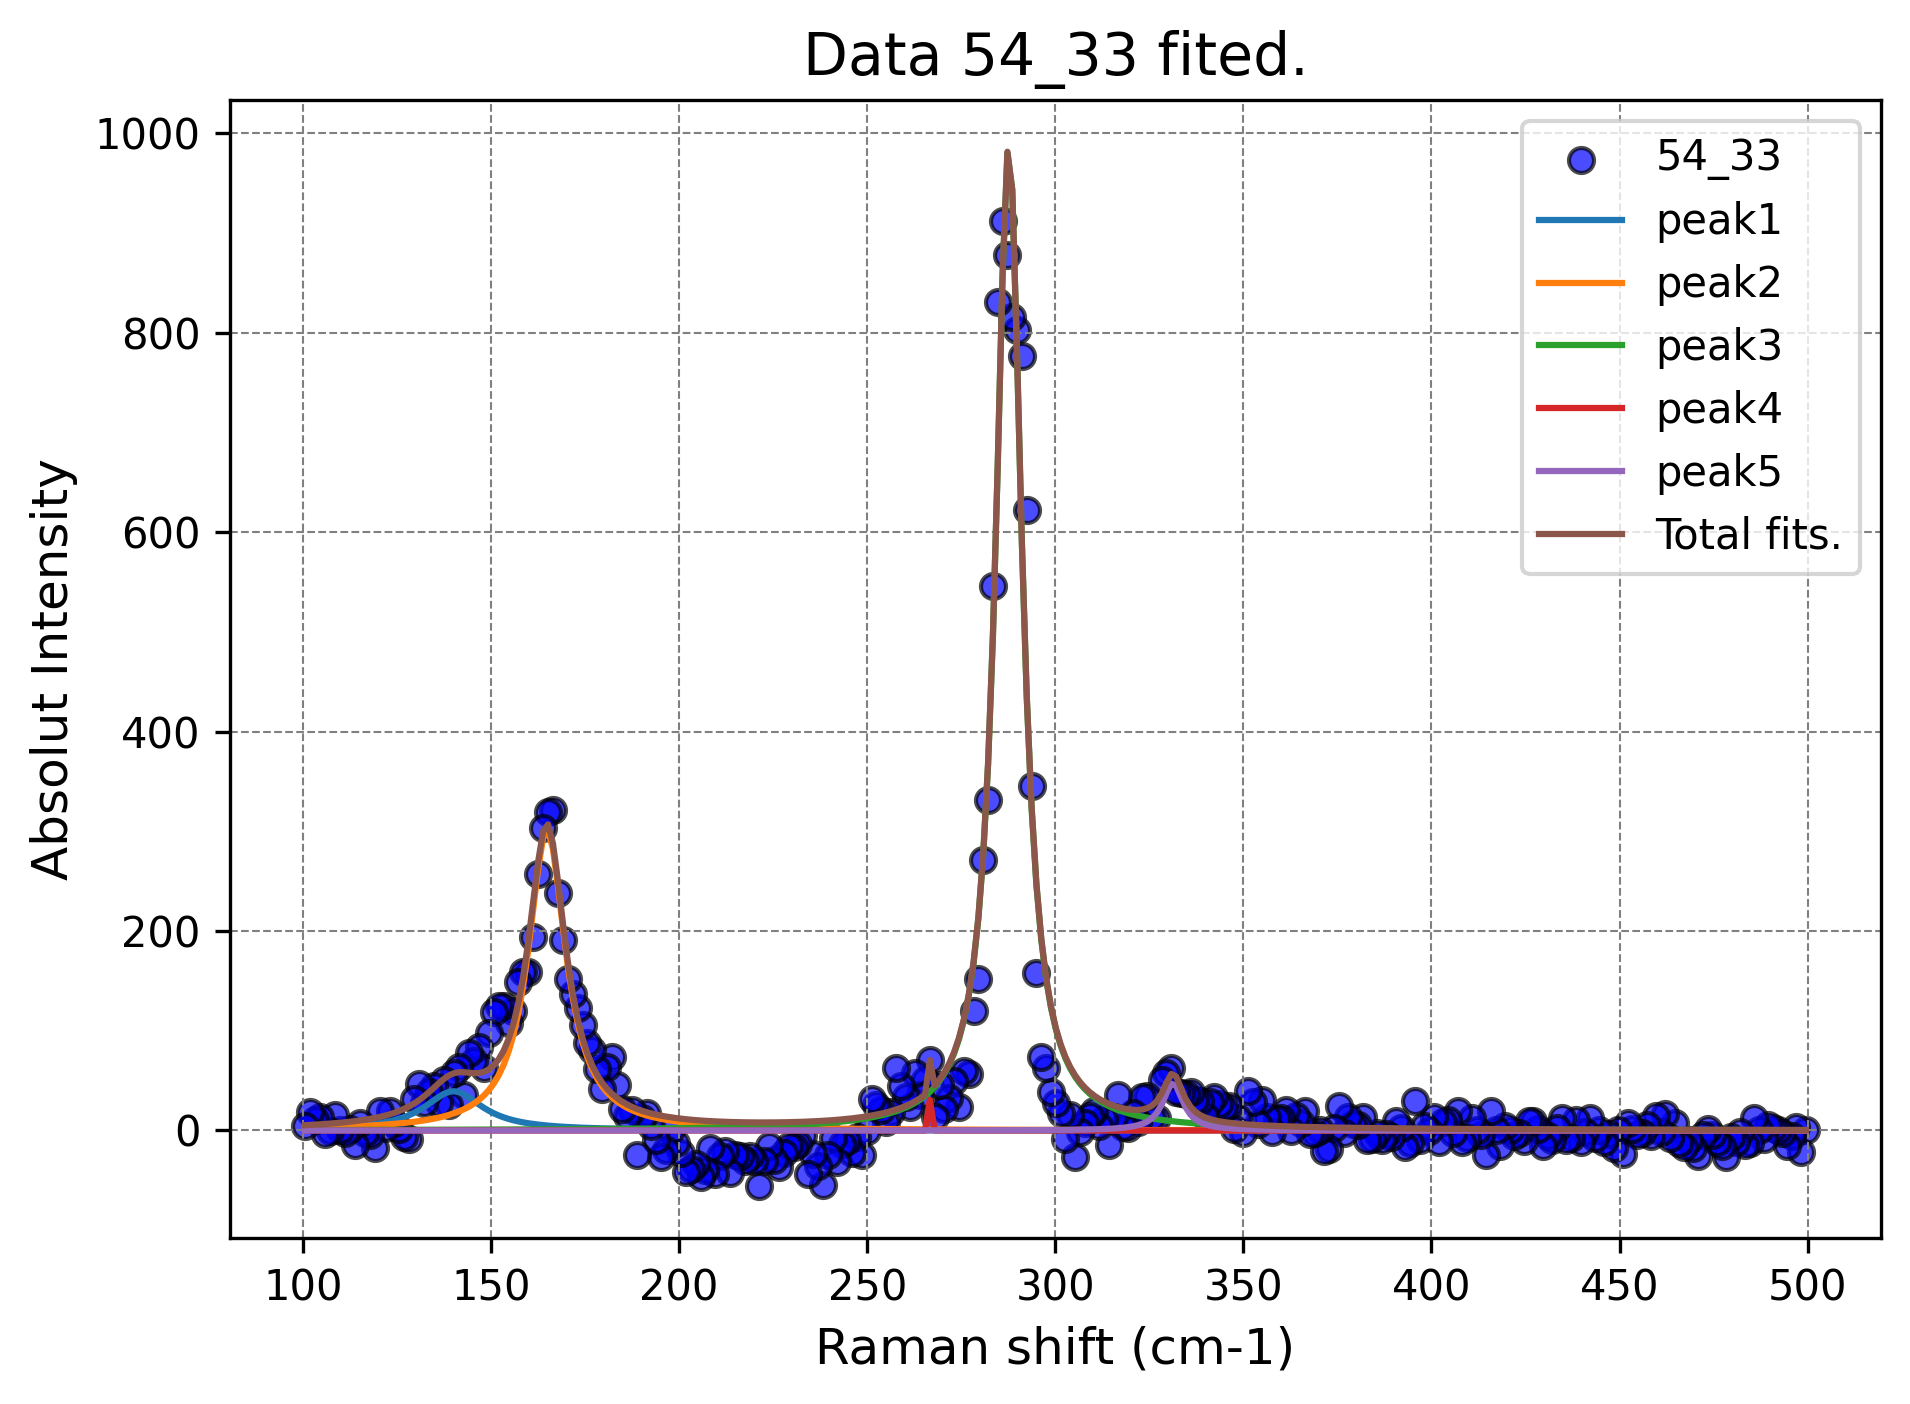 Data 54_33 fited.
1000
800
600
400
200
0
Absolut Intensity
100 150 200 250 300 350 400 450 500
Raman shift (cm-1)
54_33
peak1
peak2
peak3
peak4
peak5
Total fits.